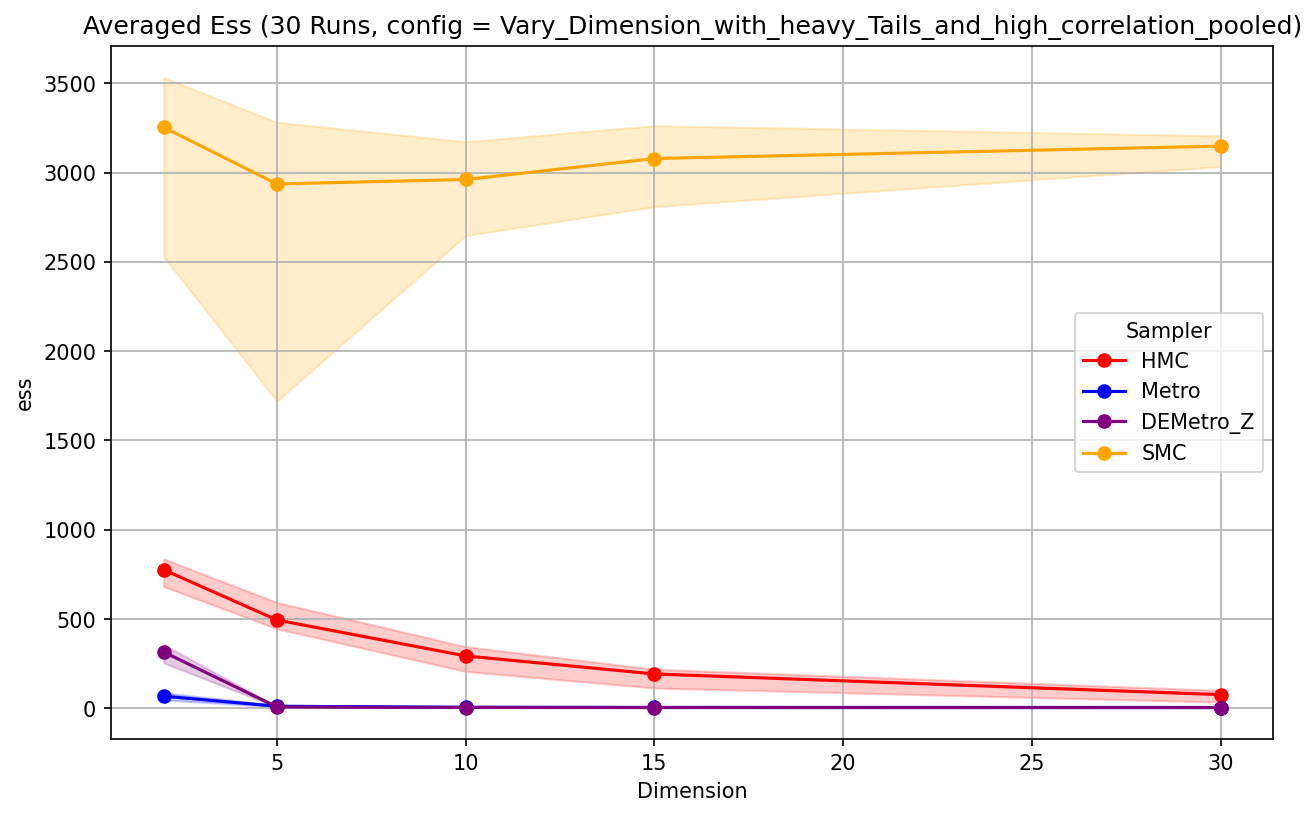 Averaged Ess (30 Runs, config = Vary_Dimension_with_heavy_Tails_and_high_correlation_pooled)
3500
3000
2500
2000
1500
1000
500
0
ess
Sampler
HMC
Metro
DEMetro_Z
SMC
5 10 15 20 25 30
Dimension